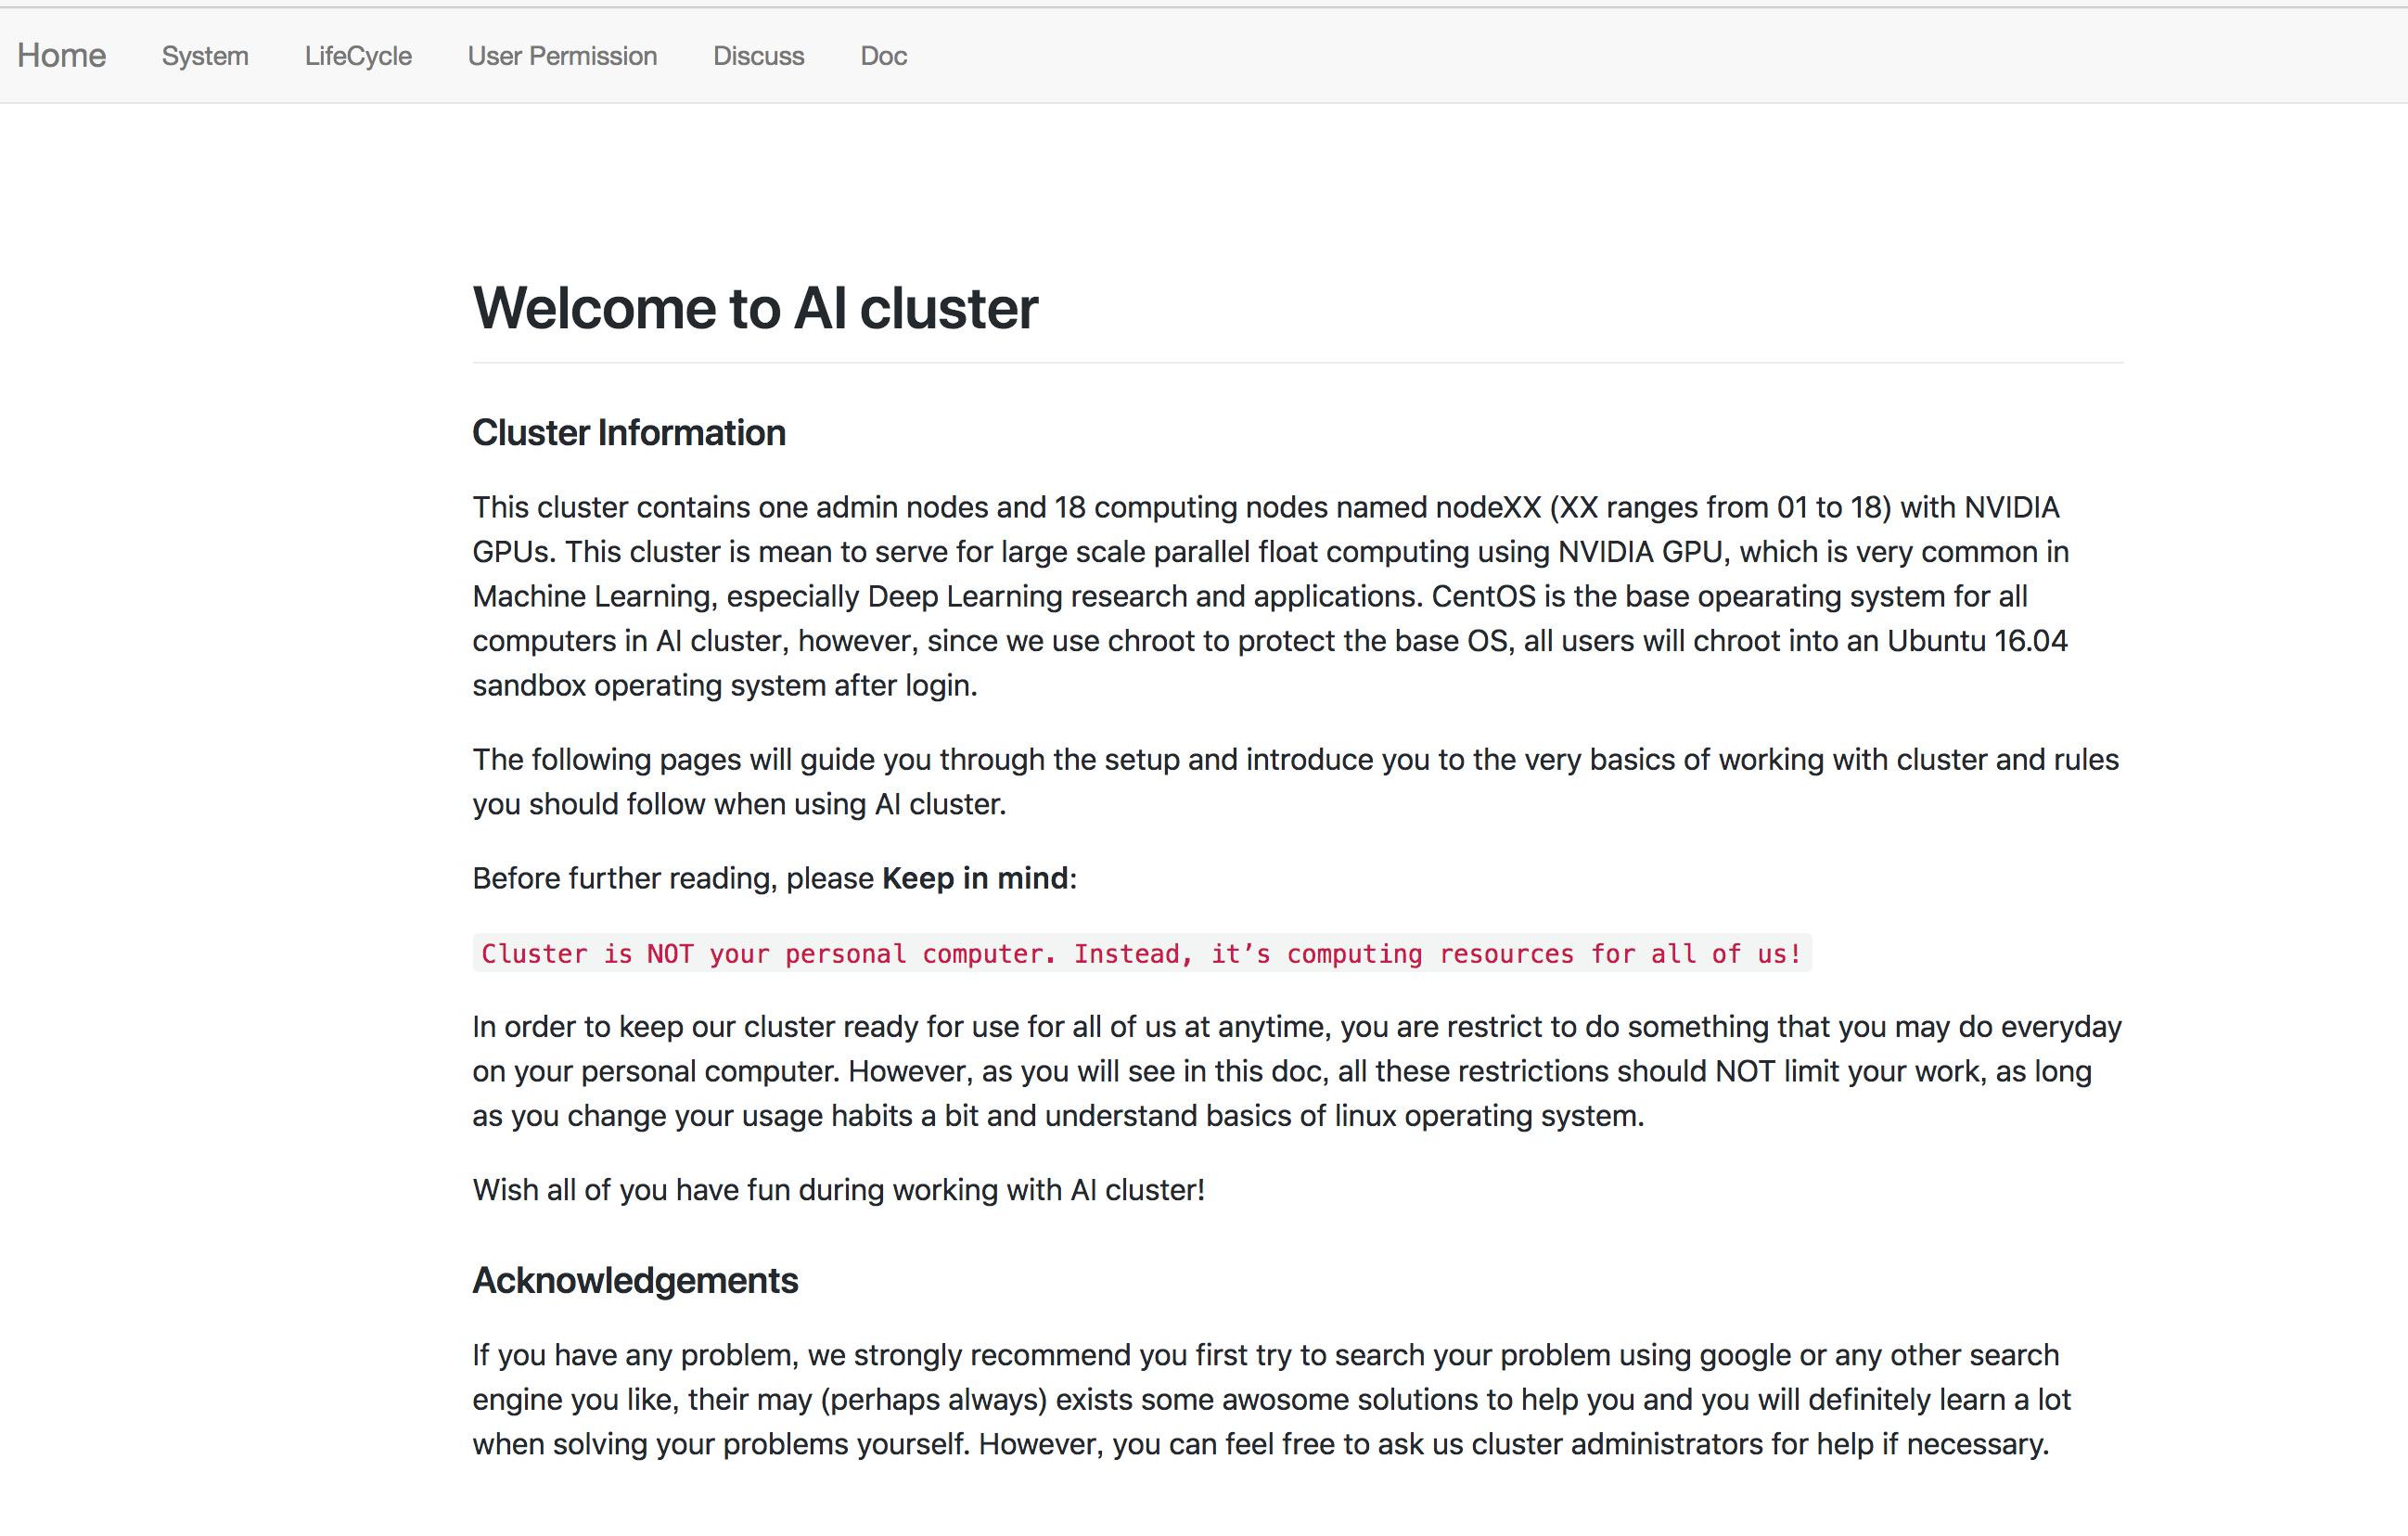 Home System LifeCycle User Permission Discuss Doc
Welcome to AI cluster
Cluster Information
This cluster contains one admin nodes and 18 computing nodes named nodeXX (XX ranges from 01 to 18) with NVIDIA
GPUs. This cluster is mean to serve for large scale parallel float computing using NVIDIA GPU, which is very common in
Machine Learning, especially Deep Learning research and applications. CentOS is the base opearating system for all
computers in AI cluster, however, since we use chroot to protect the base OS, all users will chroot into an Ubuntu 16.04
sandbox operating system after login.
The following pages will guide you through the setup and introduce you to the very basics of working with cluster and rules
you should follow when using AI cluster.
Before further reading, please Keep in mind:
Cluster is NOT your personal computer. Instead, it’s computing resources for all of us!
In order to keep our cluster ready for use for all of us at anytime, you are restrict to do something that you may do everyday
on your personal computer. However, as you will see in this doc, all these restrictions should NOT limit your work, as long
as you change your usage habits a bit and understand basics of linux operating system.
Wish all of you have fun during working with AI cluster!
Acknowledgements
If you have any problem, we strongly recommend you first try to search your problem using google or any other search
engine you like, their may (perhaps always) exists some awosome solutions to help you and you will definitely learn a lot
when solving your problems yourself. However, you can feel free to ask us cluster administrators for help if necessary.